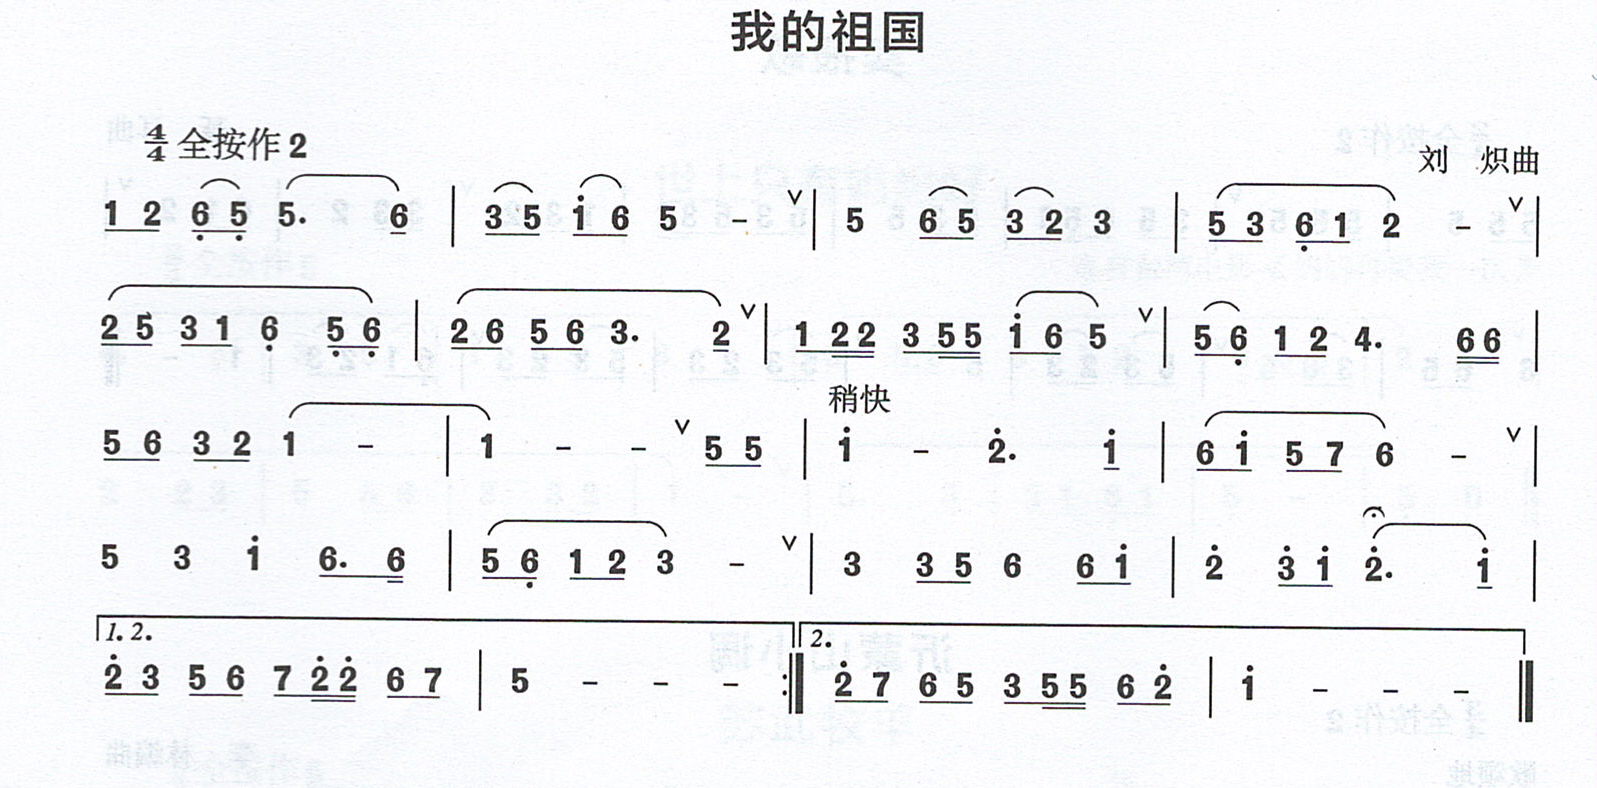 我的祖国
4/4 全按作 2
刘 炽曲
1 2 6̣ 5̣ 5. 6 | 3 5 i̇ 6 5 – ∨ | 5 6 5 3 2 3 | 5 3 6̣ 1 2 – ∨ |
2 5 3 1 6̣ 5̣ 6̣ | 2 6 5 6 3. 2 ∨ | 1 2 2 3 5 5 i̇ 6 5 ∨ | 5 6̣ 1 2 4. 6 6 |
稍快
5 6 3 2 1 – | 1 – – ∨ 5 5 | i̇ – 2̇. i̇ | 6 i̇ 5 7 6 – ∨ |
5 3 i̇ 6. 6 | 5 6̣ 1 2 3 – ∨ | 3 3 5 6 6 i̇ | 2̇ 3̇ i̇ 2̇. i̇ |
1. 2. 2.
2̇ 3 5 6 7 2̇ 2̇ 6 7 | 5 – – – :‖ 2̇ 7 6 5 3 5 5 6 2̇ | i̇ – – – ‖